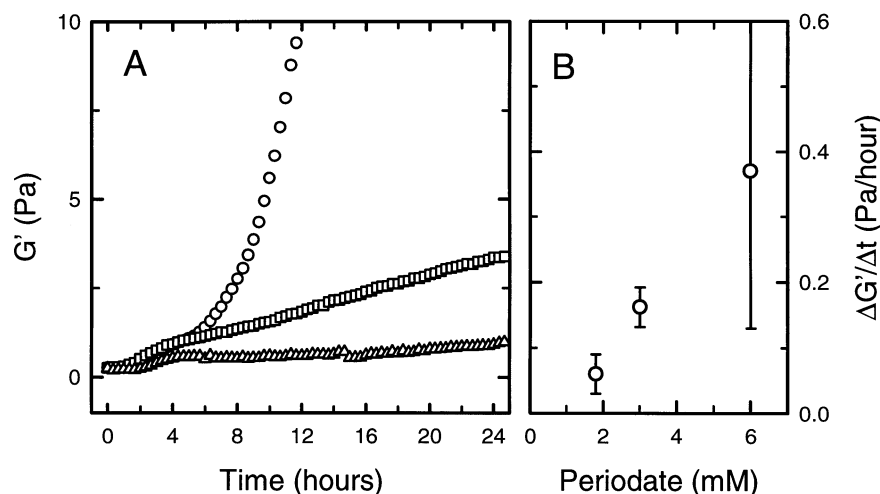 A
B
10
5
0
G' (Pa)
0 4 8 12 16 20 24
Time (hours)
0 2 4 6
Periodate (mM)
0.6
0.4
0.2
0.0
ΔG'/Δt (Pa/hour)